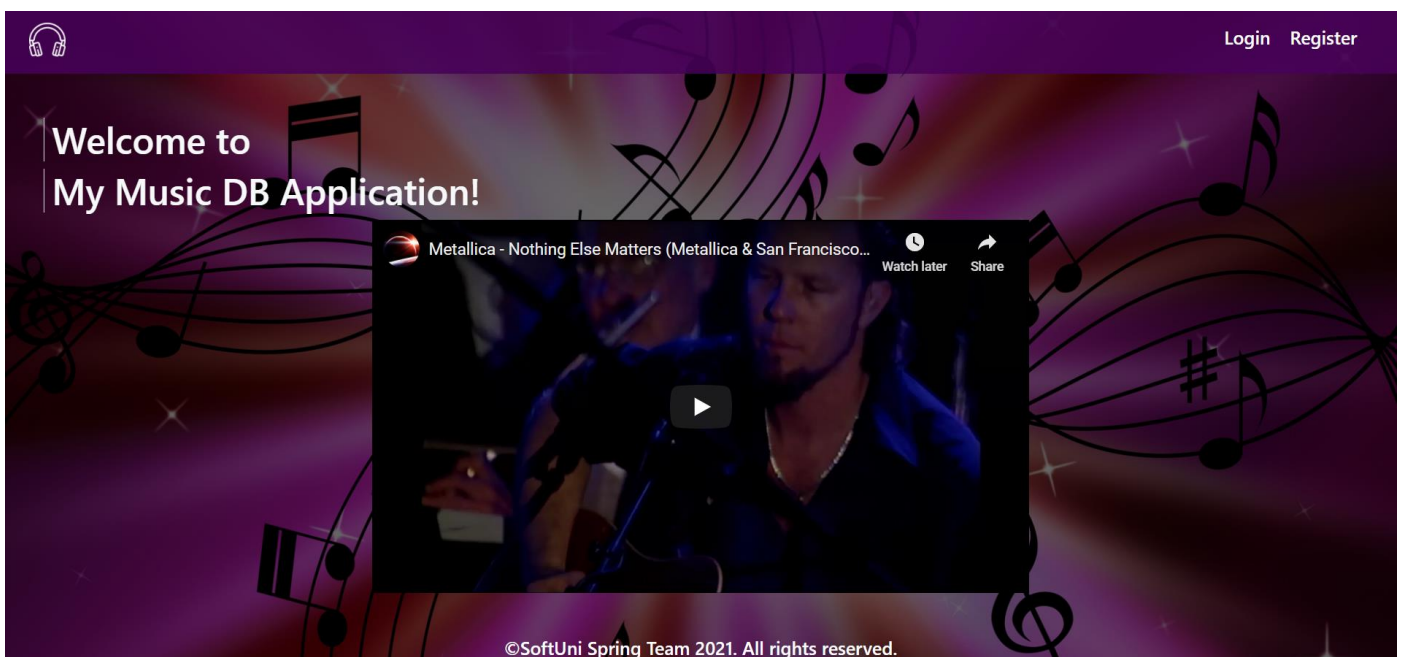 Login Register
Welcome to
My Music DB Application!
Metallica - Nothing Else Matters (Metallica & San Francisco...
Watch later Share
©SoftUni Spring Team 2021. All rights reserved.